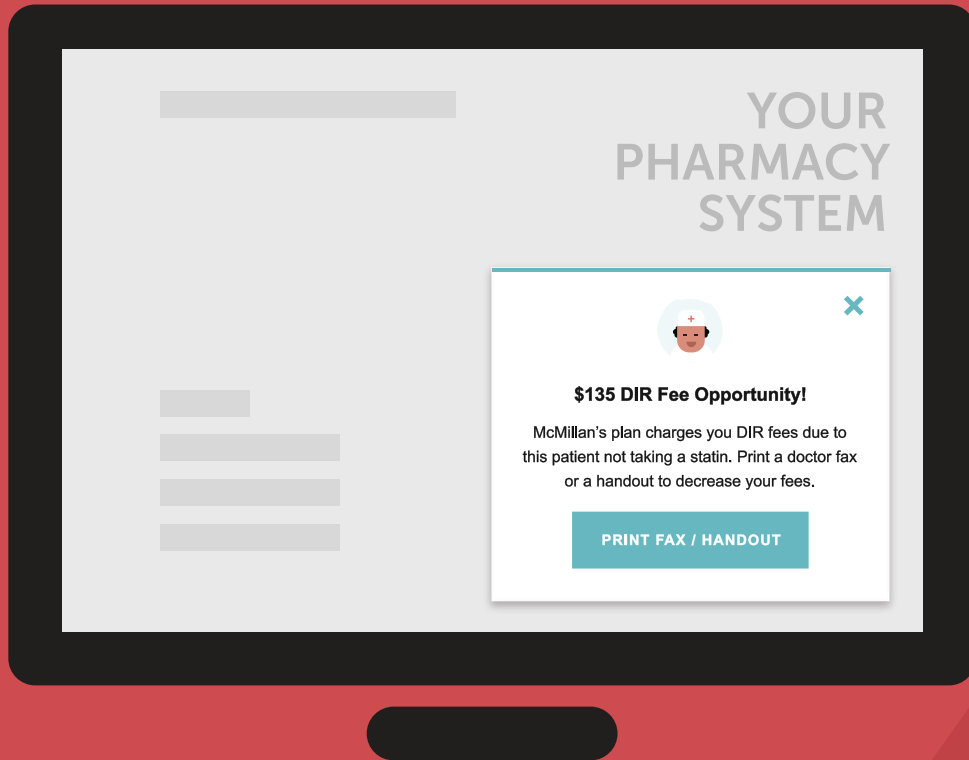 YOUR
PHARMACY
SYSTEM
$135 DIR Fee Opportunity!
McMillan’s plan charges you DIR fees due to
this patient not taking a statin. Print a doctor fax
or a handout to decrease your fees.
PRINT FAX / HANDOUT